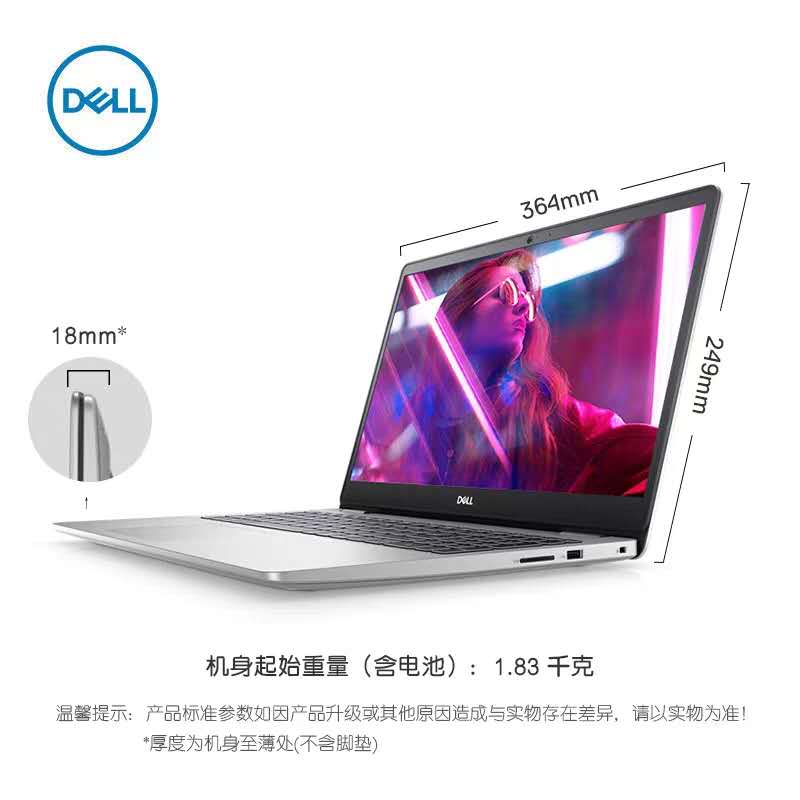 DELL
364mm
18mm*
249mm
DELL
机身起始重量（含电池）：1.83 千克
温馨提示：产品标准参数如因产品升级或其他原因造成与实物存在差异，请以实物为准！
*厚度为机身至薄处(不含脚垫)